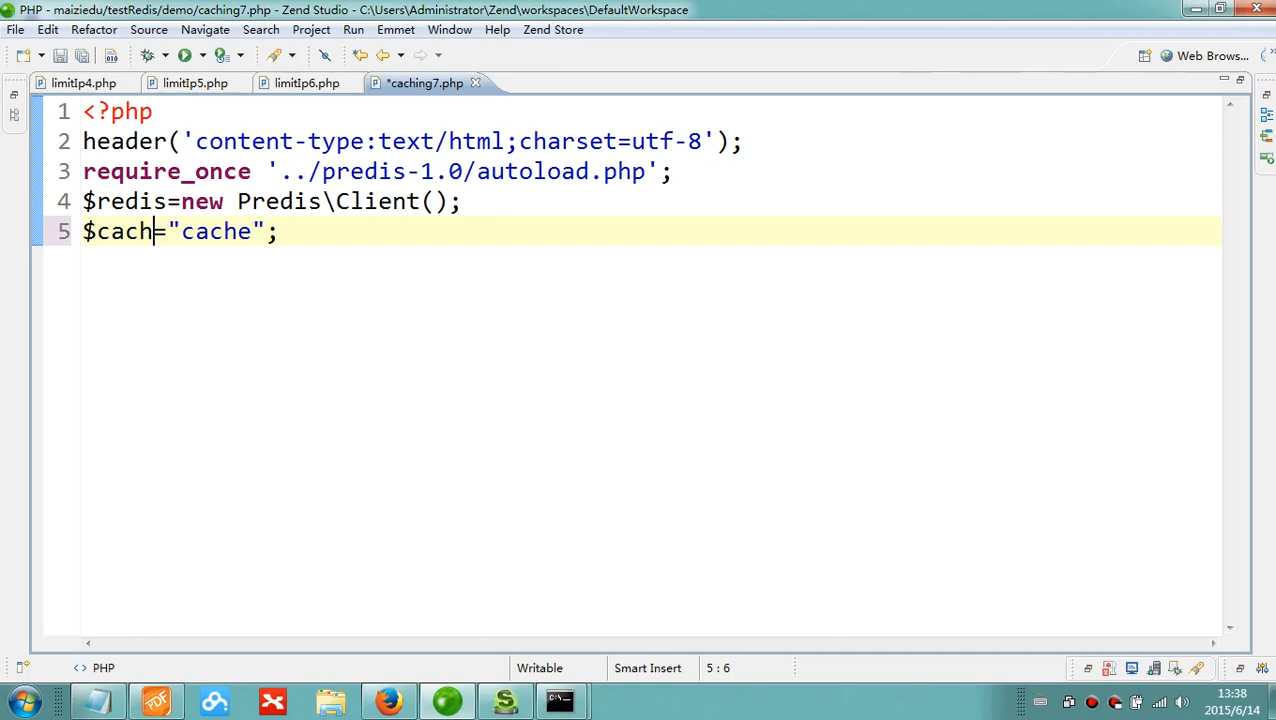 PHP - maiziedu/testRedis/demo/caching7.php - Zend Studio - C:\Users\Administrator\Zend\workspaces\DefaultWorkspace
File Edit Refactor Source Navigate Search Project Run Emmet Window Help Zend Store
Web Brows...
limitIp4.php limitIp5.php limitIp6.php *caching7.php
1 <?php
2 header('content-type:text/html;charset=utf-8');
3 require_once '../predis-1.0/autoload.php';
4 $redis=new Predis\Client();
5 $cach="cache";
<> PHP Writable Smart Insert 5 : 6
PDF
13:38
2015/6/14